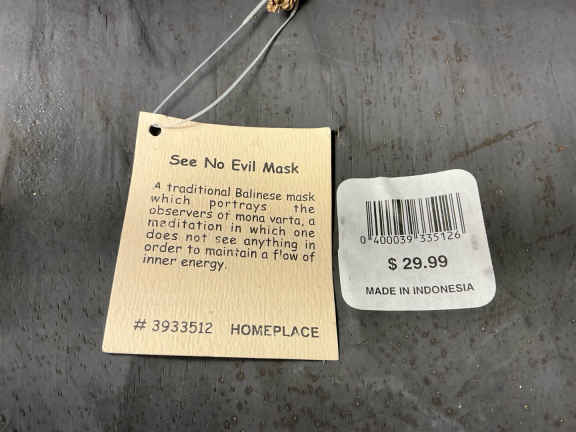 See No Evil Mask
A traditional Balinese mask
which portrays the
observers of mona varta, a
meditation in which one
does not see anything in
order to maintain a flow of
inner energy.
# 3933512 HOMEPLACE
0 400039 335126
$ 29.99
MADE IN INDONESIA